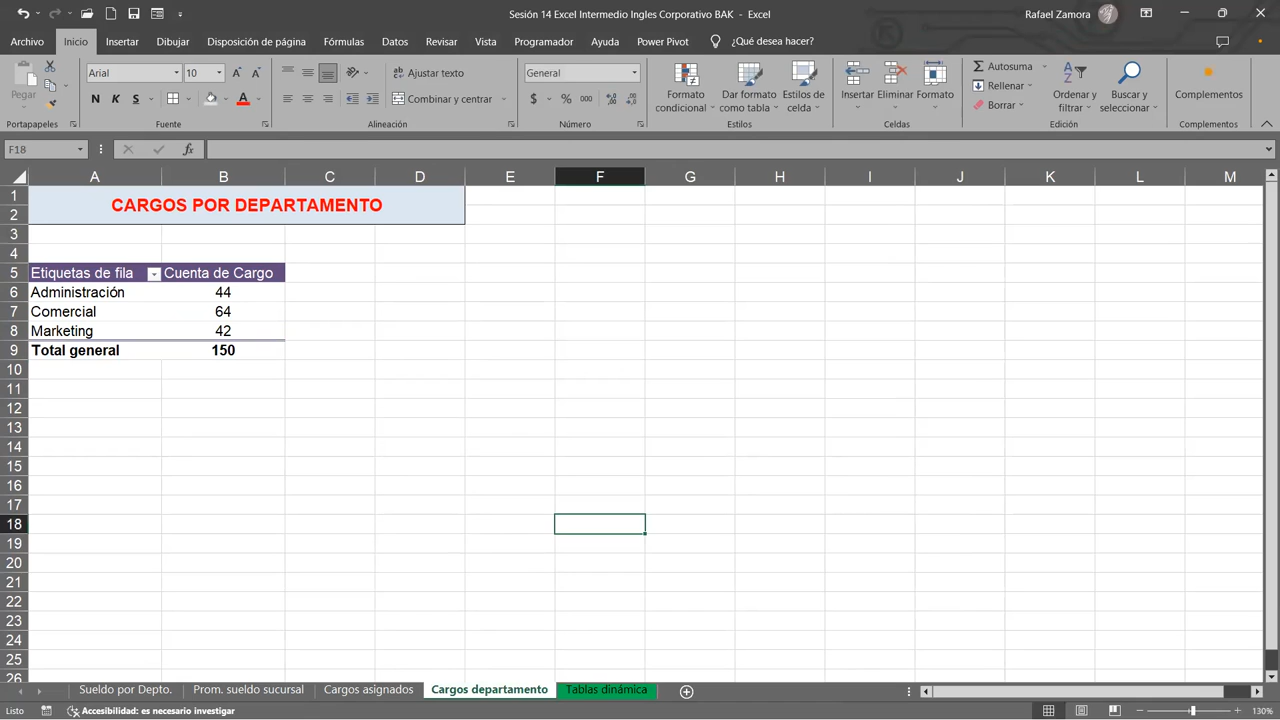 Sesión 14 Excel Intermedio Ingles Corporativo BAK - Excel
Rafael Zamora
Archivo Inicio Insertar Dibujar Disposición de página Fórmulas Datos Revisar Vista Programador Ayuda Power Pivot ¿Qué desea hacer?
Pegar
Arial 10
N K S
Ajustar texto
Combinar y centrar
General
$ % 000
Formato condicional
Dar formato como tabla
Estilos de celda
Insertar Eliminar Formato
Autosuma
Rellenar
Borrar
Ordenar y filtrar
Buscar y seleccionar
Complementos
Portapapeles Fuente Alineación Número Estilos Celdas Edición Complementos
F18 fx
A B C D E F G H I J K L M
1 CARGOS POR DEPARTAMENTO
2
3
4
5 Etiquetas de fila Cuenta de Cargo
6 Administración 44
7 Comercial 64
8 Marketing 42
9 Total general 150
10
11
12
13
14
15
16
17
18
19
20
21
22
23
24
25
26
Sueldo por Depto. Prom. sueldo sucursal Cargos asignados Cargos departamento Tablas dinámica
Listo Accesibilidad: es necesario investigar 130%